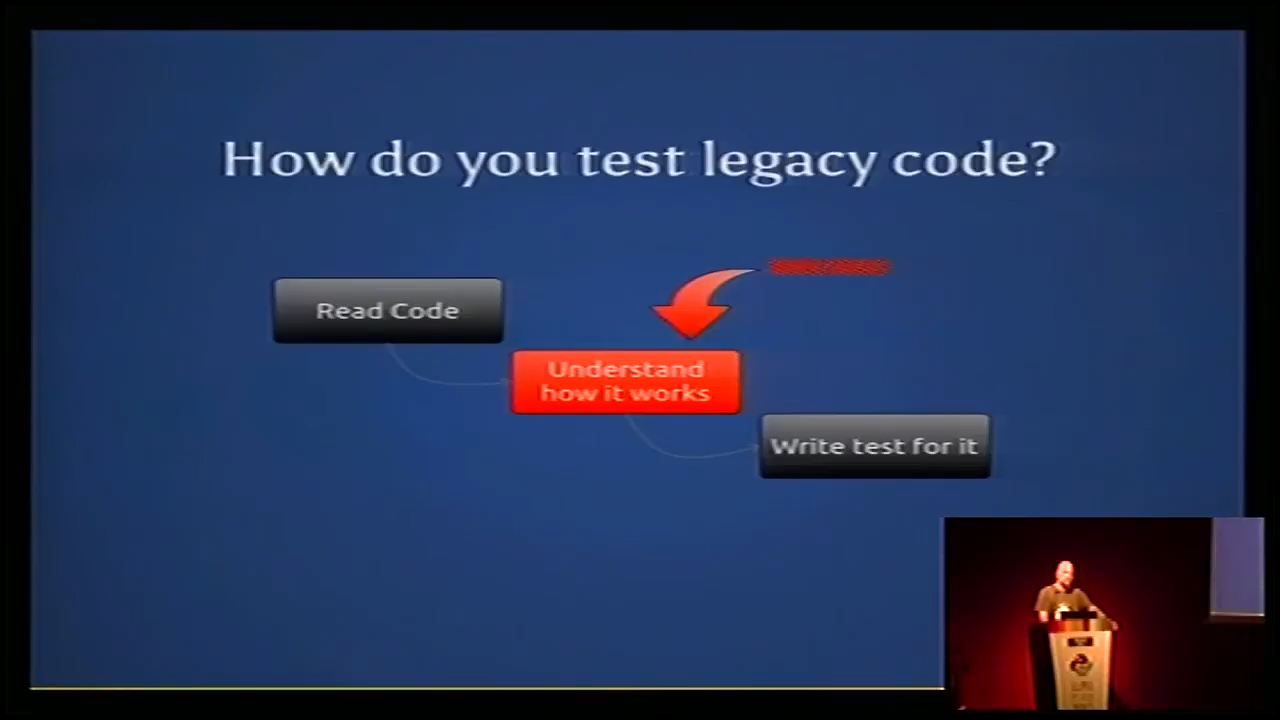 How do you test legacy code?
Read Code
Understand
how it works
Write test for it